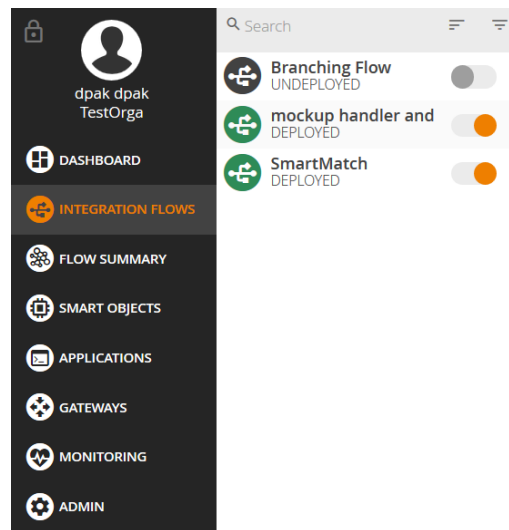 dpak dpak
TestOrga
DASHBOARD
INTEGRATION FLOWS
FLOW SUMMARY
SMART OBJECTS
APPLICATIONS
GATEWAYS
MONITORING
ADMIN
Search
Branching Flow
UNDEPLOYED
mockup handler and
DEPLOYED
SmartMatch
DEPLOYED